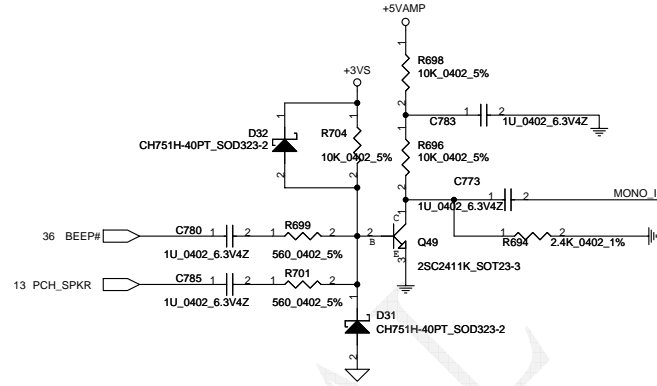 +5VAMP
1
R698
10K_0402_5%
2
+3VS
C783
1 2
1U_0402_6.3V4Z
D32
CH751H-40PT_SOD323-2
1
2
R704
10K_0402_5%
1
2
R696
10K_0402_5%
1
2
C773
1U_0402_6.3V4Z
1 2
MONO_I
36 BEEP#
C780
1 2
1U_0402_6.3V4Z
R699
1 2
560_0402_5%
2
B
C
1
E
3
Q49
2SC2411K_SOT23-3
1 2
R694
2.4K_0402_1%
13 PCH_SPKR
C785
1 2
1U_0402_6.3V4Z
R701
1 2
560_0402_5%
1
D31
CH751H-40PT_SOD323-2
2